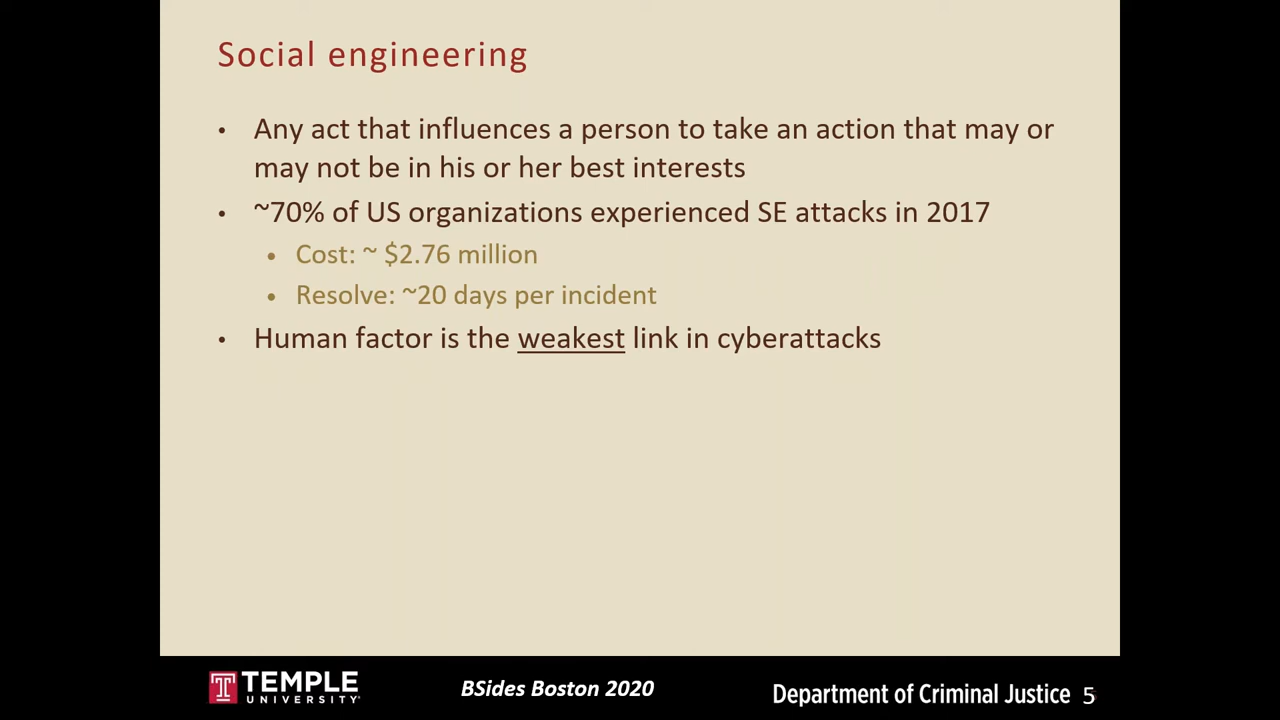 Social engineering
• Any act that influences a person to take an action that may or
may not be in his or her best interests
• ~70% of US organizations experienced SE attacks in 2017
• Cost: ~ $2.76 million
• Resolve: ~20 days per incident
• Human factor is the weakest link in cyberattacks
TEMPLE
UNIVERSITY
BSides Boston 2020
Department of Criminal Justice 5